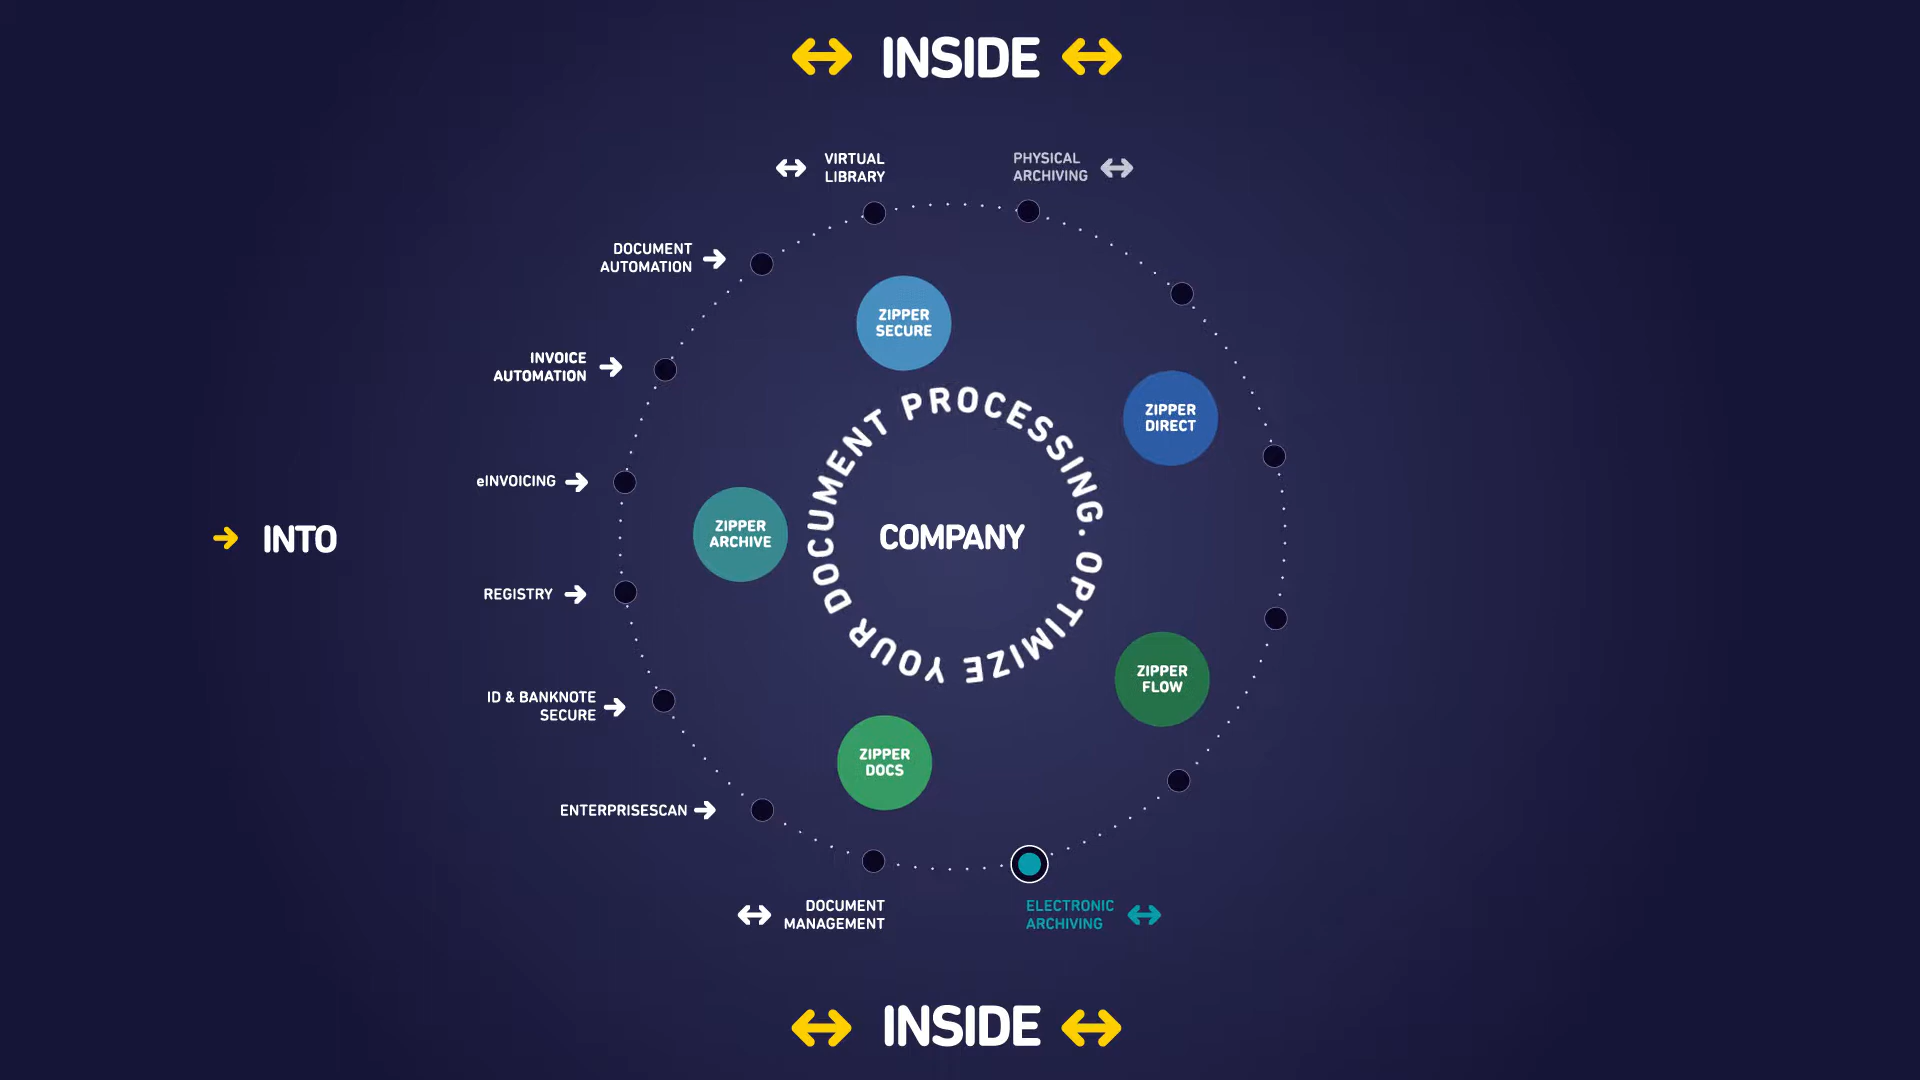 INSIDE
VIRTUAL
LIBRARY
PHYSICAL
ARCHIVING
DOCUMENT
AUTOMATION
INVOICE
AUTOMATION
eINVOICING
INTO
REGISTRY
ID & BANKNOTE
SECURE
ENTERPRISESCAN
DOCUMENT
MANAGEMENT
ELECTRONIC
ARCHIVING
ZIPPER
SECURE
ZIPPER
DIRECT
ZIPPER
ARCHIVE
OPTIMIZE YOUR DOCUMENT PROCESSING.
COMPANY
ZIPPER
FLOW
ZIPPER
DOCS
INSIDE